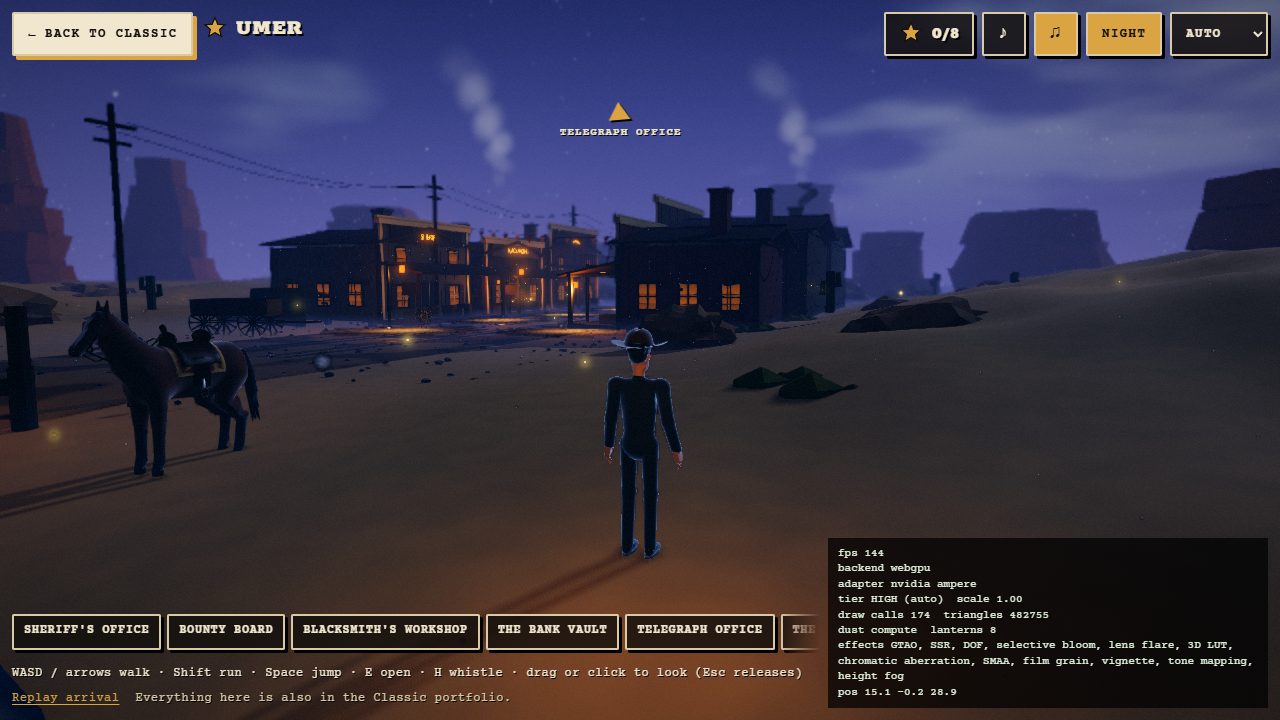 ← BACK TO CLASSIC
UMER
0/8
NIGHT
AUTO
TELEGRAPH OFFICE
fps 144
backend webgpu
adapter nvidia ampere
tier HIGH (auto) scale 1.00
draw calls 174 triangles 482755
dust compute lanterns 8
effects GTAO, SSR, DOF, selective bloom, lens flare, 3D LUT,
chromatic aberration, SMAA, film grain, vignette, tone mapping,
height fog
pos 15.1 -0.2 28.9
SHERIFF'S OFFICE
BOUNTY BOARD
BLACKSMITH'S WORKSHOP
THE BANK VAULT
TELEGRAPH OFFICE
THE
WASD / arrows walk · Shift run · Space jump · E open · H whistle · drag or click to look (Esc releases)
Replay arrival Everything here is also in the Classic portfolio.